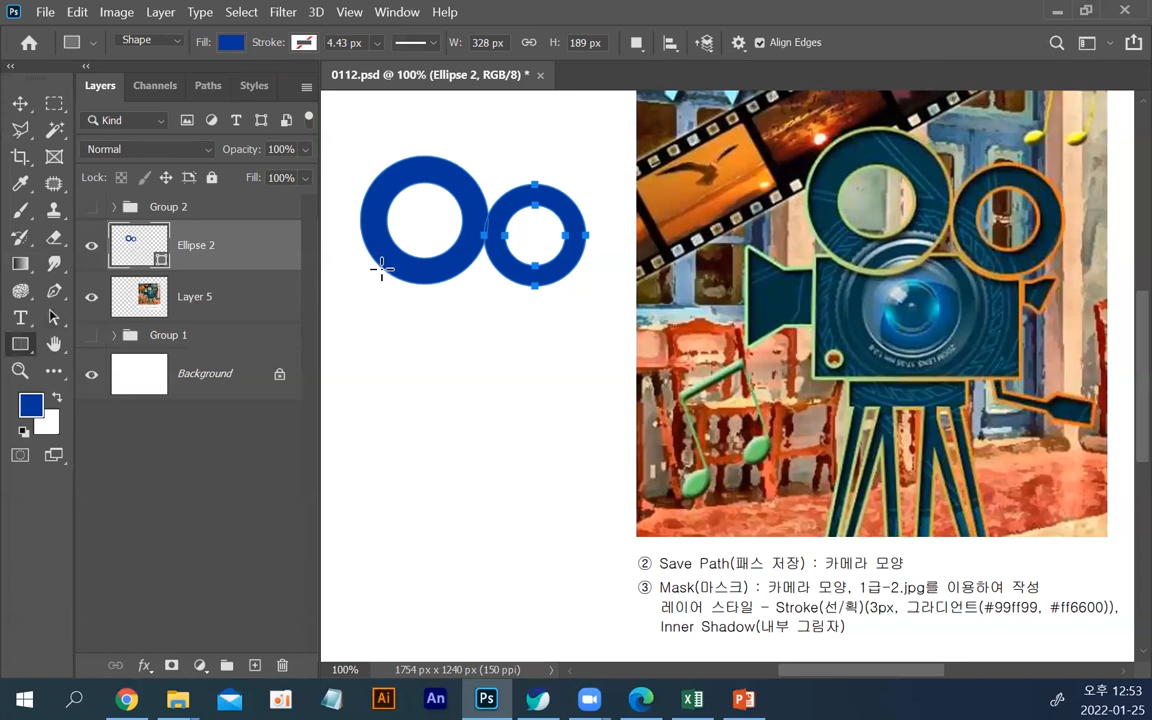 Ps File Edit Image Layer Type Select Filter 3D View Window Help
Shape Fill: Stroke: 4.43 px W: 328 px H: 189 px Align Edges
0112.psd @ 100% (Ellipse 2, RGB/8) *
Layers Channels Paths Styles
Kind
Normal Opacity: 100%
Lock: Fill: 100%
Group 2
Ellipse 2
Layer 5
Group 1
Background
② Save Path(패스 저장) : 카메라 모양
③ Mask(마스크) : 카메라 모양, 1급-2.jpg를 이용하여 작성
레이어 스타일 - Stroke(선/획)(3px, 그라디언트(#99ff99, #ff6600)),
Inner Shadow(내부 그림자)
fx
100% 1754 px x 1240 px (150 ppi)
Ai An Ps
오후 12:53
2022-01-25